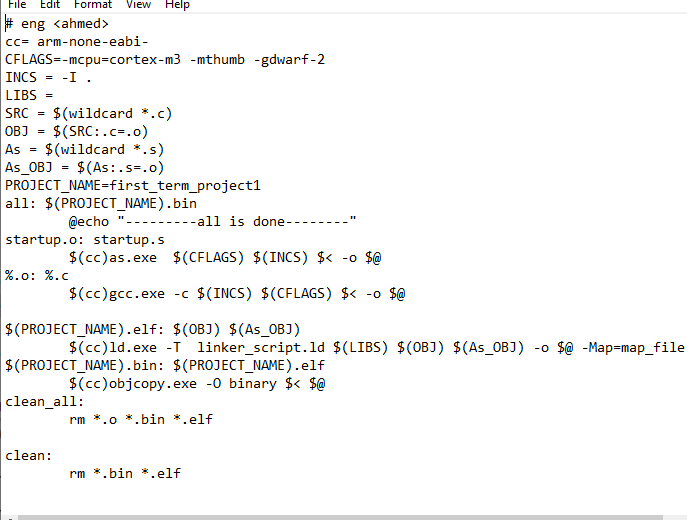 File Edit Format View Help
# eng <ahmed>
cc= arm-none-eabi-
CFLAGS=-mcpu=cortex-m3 -mthumb -gdwarf-2
INCS = -I .
LIBS =
SRC = $(wildcard *.c)
OBJ = $(SRC:.c=.o)
As = $(wildcard *.s)
As_OBJ = $(As:.s=.o)
PROJECT_NAME=first_term_project1
all: $(PROJECT_NAME).bin
	@echo "---------all is done--------"
startup.o: startup.s
	$(cc)as.exe  $(CFLAGS) $(INCS) $< -o $@
%.o: %.c
	$(cc)gcc.exe -c $(INCS) $(CFLAGS) $< -o $@
$(PROJECT_NAME).elf: $(OBJ) $(As_OBJ)
	$(cc)ld.exe -T  linker_script.ld $(LIBS) $(OBJ) $(As_OBJ) -o $@ -Map=map_file
$(PROJECT_NAME).bin: $(PROJECT_NAME).elf
	$(cc)objcopy.exe -O binary $< $@
clean_all:
	rm *.o *.bin *.elf
clean:
	rm *.bin *.elf